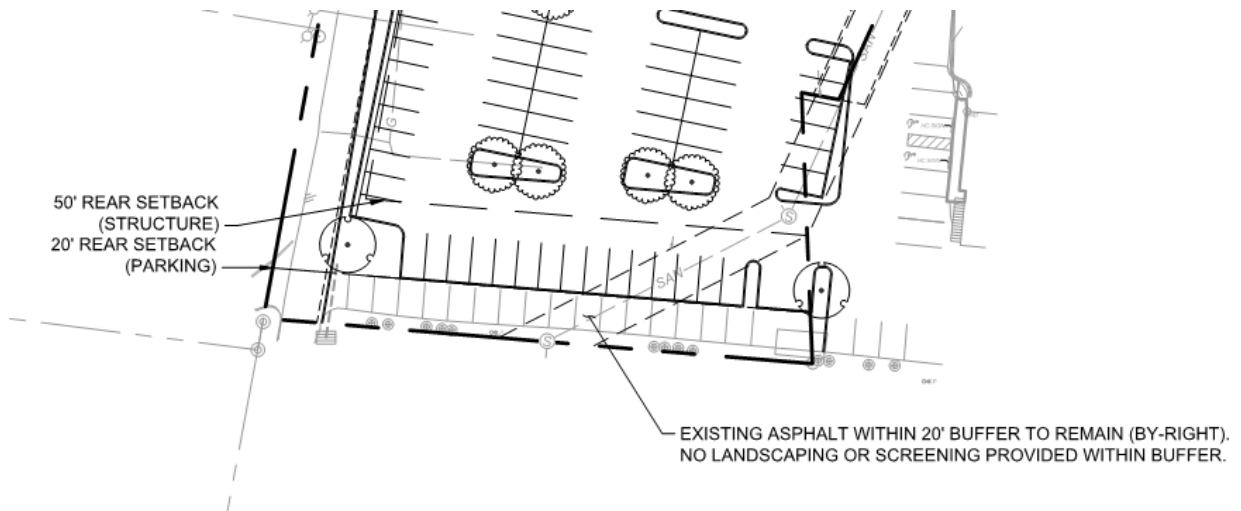 SAN
G
50' REAR SETBACK
(STRUCTURE)
20' REAR SETBACK
(PARKING)
S
SAN
S
EXISTING ASPHALT WITHIN 20' BUFFER TO REMAIN (BY-RIGHT).
NO LANDSCAPING OR SCREENING PROVIDED WITHIN BUFFER.